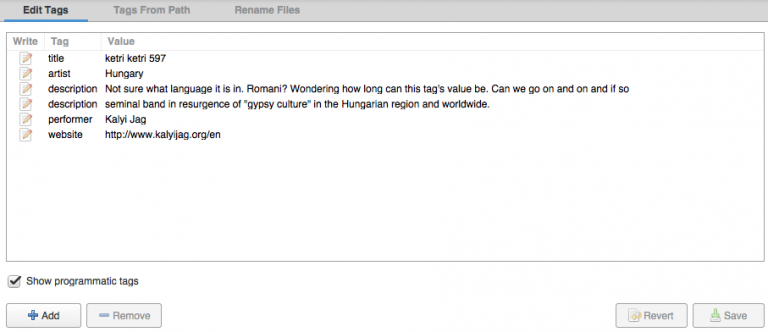 Edit Tags Tags From Path Rename Files
Write Tag Value
title ketri ketri 597
artist Hungary
description Not sure what language it is in. Romani? Wondering how long can this tag's value be. Can we go on and on and if so
description seminal band in resurgence of "gypsy culture" in the Hungarian region and worldwide.
performer Kalyi Jag
website http://www.kalyijag.org/en
Show programmatic tags
Add Remove Revert Save